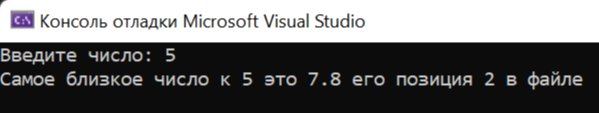 Консоль отладки Microsoft Visual Studio
Введите число: 5
Самое близкое число к 5 это 7.8 его позиция 2 в файле